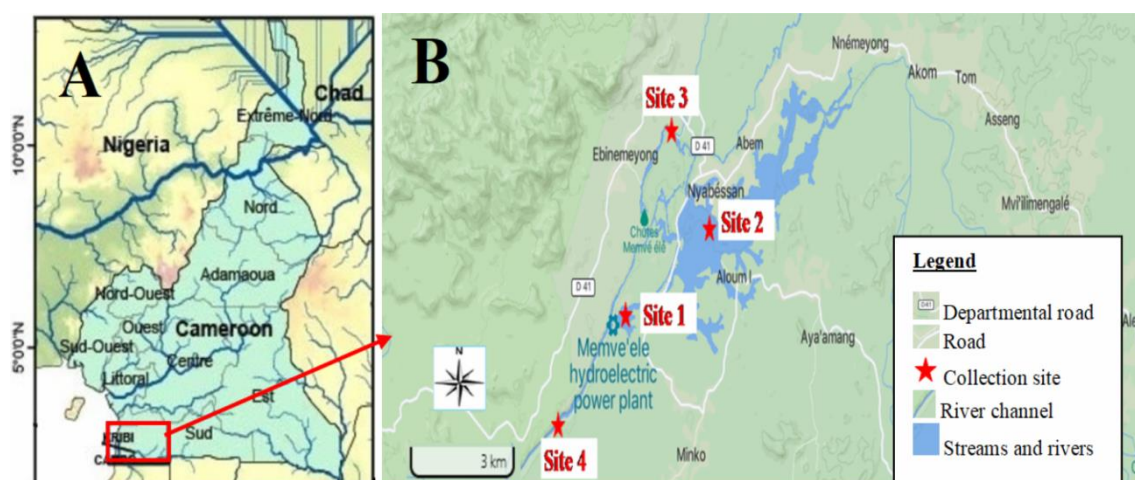 A
Chad
Extrême-Nord
Nigeria
10°0'0"N
Nord
Adamaoua
Nord-Ouest
Ouest
Cameroon
Sud-Ouest
Centre
5°0'0"N
Littoral
Est
Sud
B
Nnémeyong
Akom
Tom
Site 3
Asseng
D 41
Abem
Ebinemeyong
Nyabéssan
Mvi'ilimengalé
Site 2
Chutes
Memve'élé
Aloum I
D 41
Site 1
Aya'amang
Memve'ele
hydroelectric
power plant
N
Minko
3 km
Site 4
Legend
D41
Departmental road
Road
Collection site
River channel
Streams and rivers